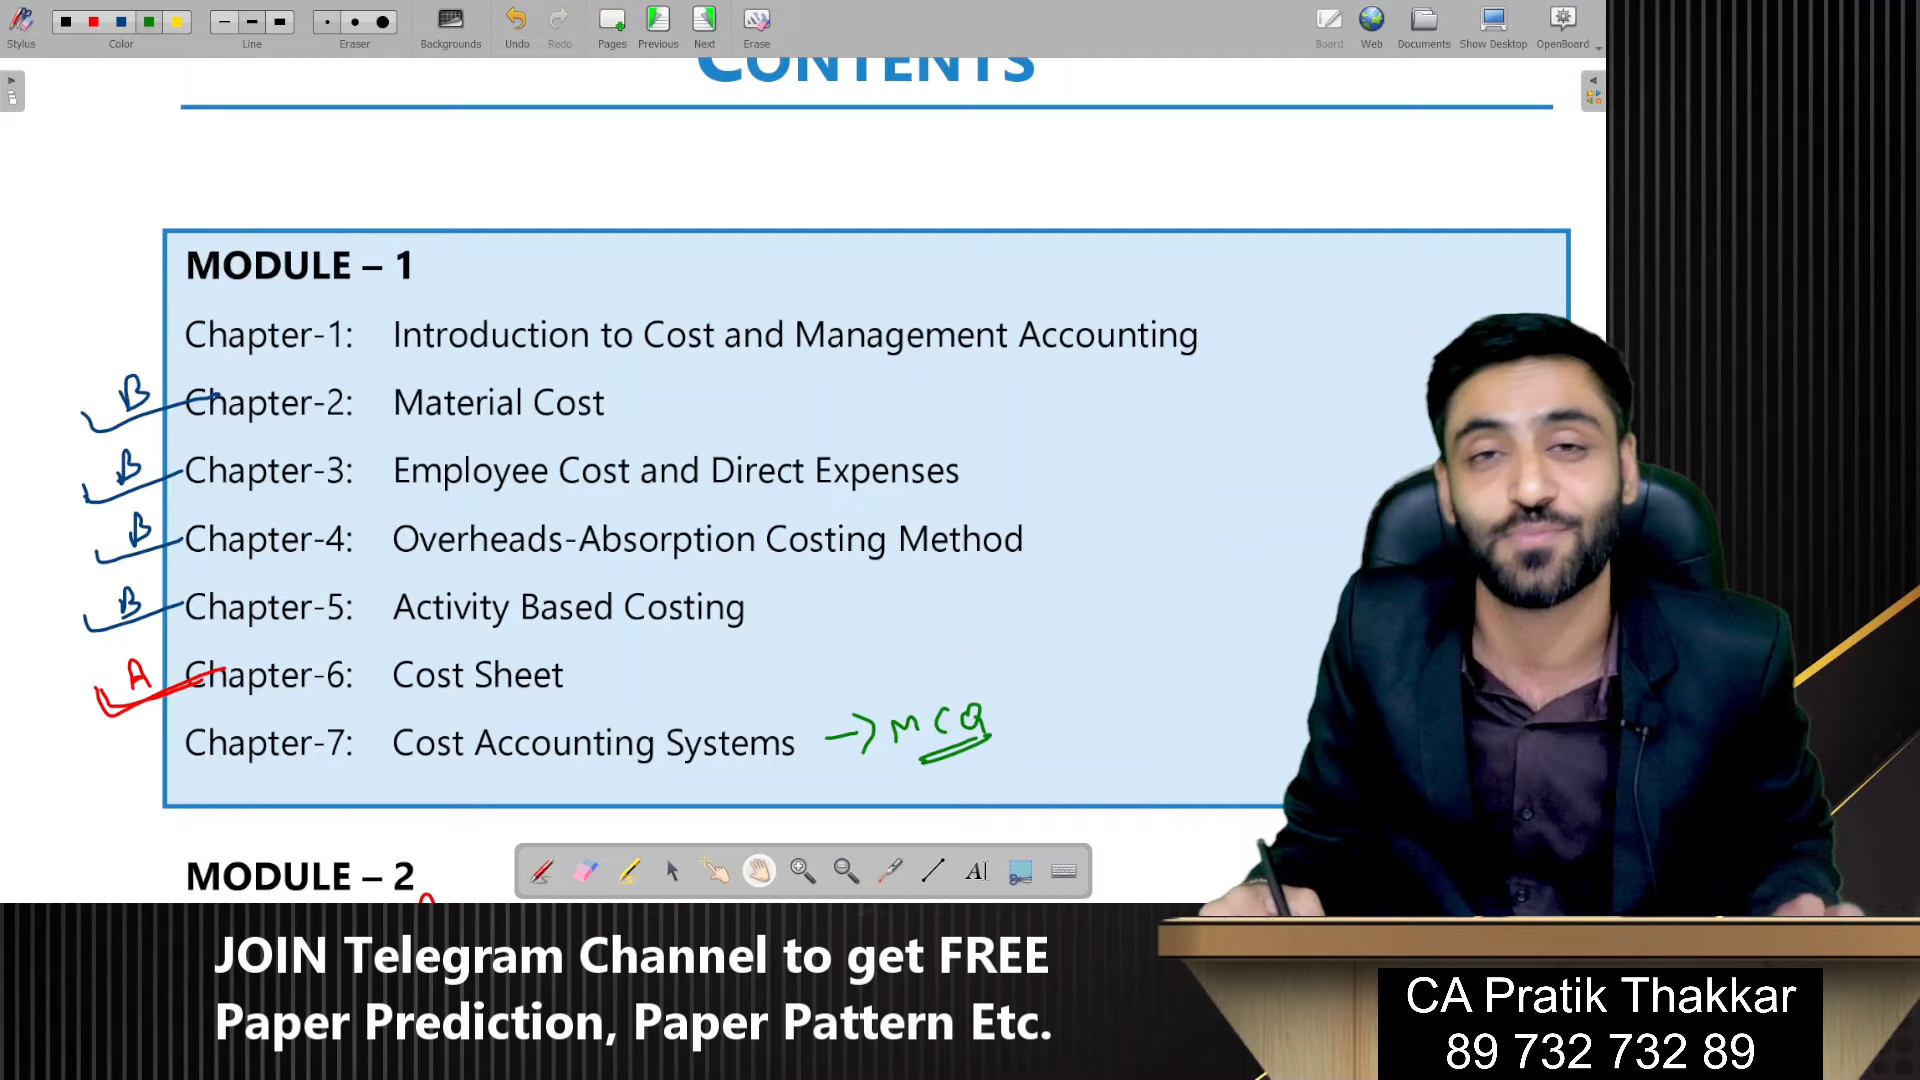 Stylus
Color
Line
Eraser
Backgrounds
Undo
Redo
Pages
Previous
Next
Erase
Board
Web
Documents
Show Desktop
OpenBoard
CONTENTS
MODULE – 1
Chapter-1: Introduction to Cost and Management Accounting
B Chapter-2: Material Cost
B Chapter-3: Employee Cost and Direct Expenses
B Chapter-4: Overheads-Absorption Costing Method
B Chapter-5: Activity Based Costing
A Chapter-6: Cost Sheet
Chapter-7: Cost Accounting Systems → MCQ
MODULE – 2
JOIN Telegram Channel to get FREE
Paper Prediction, Paper Pattern Etc.
CA Pratik Thakkar
89 732 732 89